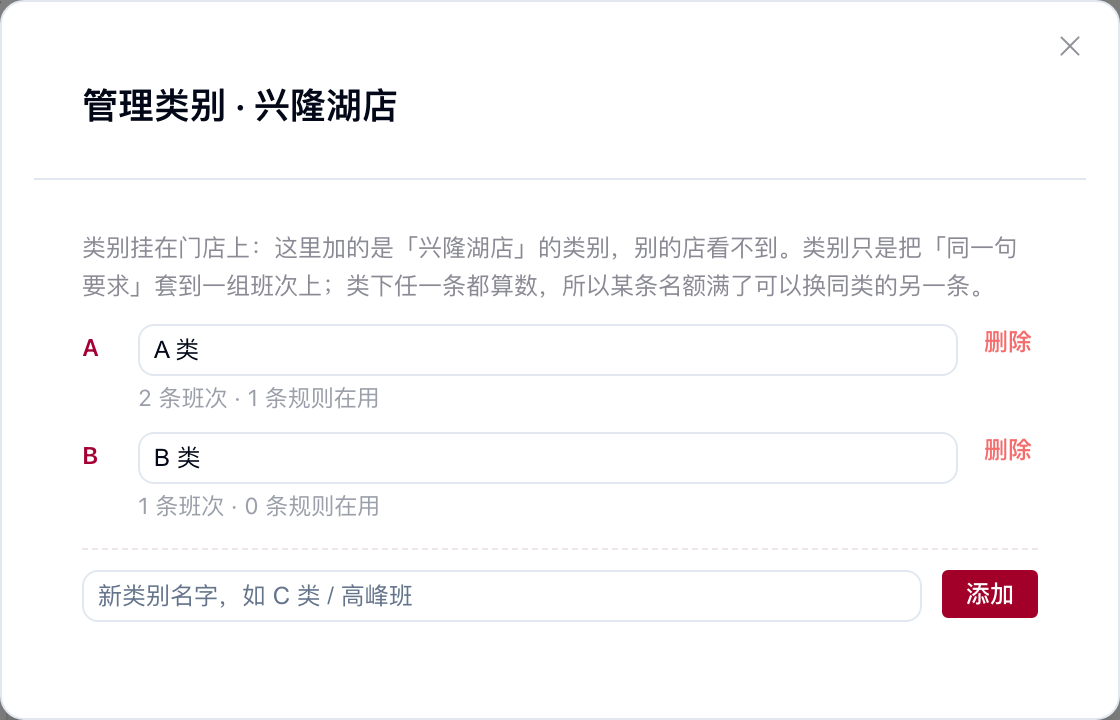 管理类别 · 兴隆湖店
类别挂在门店上：这里加的是「兴隆湖店」的类别，别的店看不到。类别只是把「同一句
要求」套到一组班次上；类下任一条都算数，所以某条名额满了可以换同类的另一条。
A
A 类
删除
2 条班次 · 1 条规则在用
B
B 类
删除
1 条班次 · 0 条规则在用
新类别名字，如 C 类 / 高峰班
添加